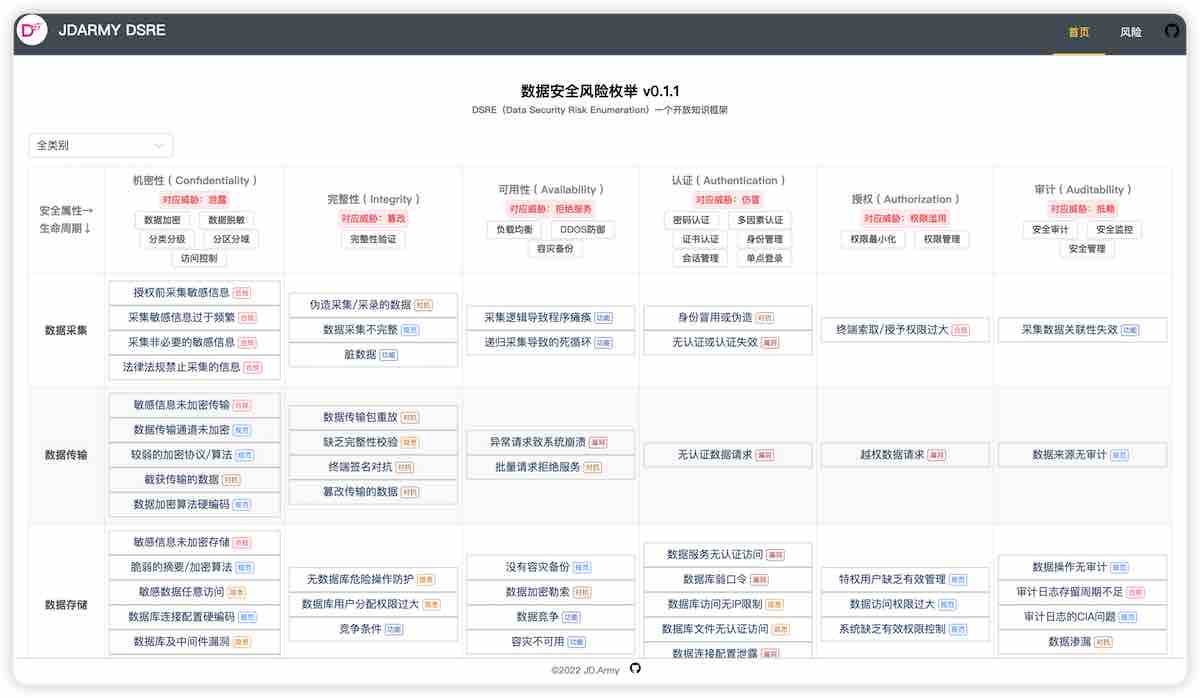 JDARMY DSRE
首页
风险
数据安全风险枚举 v0.1.1
DSRE（Data Security Risk Enumeration）一个开放知识框架
全类别
安全属性→
生命周期↓
机密性 ( Confidentiality )
对应威胁：泄露
数据加密 数据脱敏
分类分级 分区分域
访问控制
完整性 ( Integrity )
对应威胁：篡改
完整性验证
可用性 ( Availability )
对应威胁：拒绝服务
负载均衡 DDOS防御
容灾备份
认证 ( Authentication )
对应威胁：仿冒
密码认证 多因素认证
证书认证 身份管理
会话管理 单点登录
授权 ( Authorization )
对应威胁：权限滥用
权限最小化 权限管理
审计 ( Auditability )
对应威胁：抵赖
安全审计 安全监控
安全管理
数据采集
授权前采集敏感信息 合规
采集敏感信息过于频繁 合规
采集非必要的敏感信息 合规
法律法规禁止采集的信息 合规
伪造采集/采录的数据 对抗
数据采集不完整 规范
脏数据 功能
采集逻辑导致程序瘫痪 功能
递归采集导致的死循环 功能
身份冒用或伪造 对抗
无认证或认证失效 漏洞
终端索取/授予权限过大 合规
采集数据关联性失效 功能
数据传输
敏感信息未加密传输 合规
数据传输通道未加密 规范
较弱的加密协议/算法 规范
截获传输的数据 对抗
数据加密算法硬编码 规范
数据传输包重放 对抗
缺乏完整性校验 隐患
终端签名对抗 对抗
篡改传输的数据 对抗
异常请求致系统崩溃 漏洞
批量请求拒绝服务 对抗
无认证数据请求 漏洞
越权数据请求 漏洞
数据来源无审计 规范
数据存储
敏感信息未加密存储 合规
脆弱的摘要/加密算法 规范
敏感数据任意访问 隐患
数据库连接配置硬编码 规范
数据库及中间件漏洞 隐患
无数据库危险操作防护 隐患
数据库用户分配权限过大 隐患
竞争条件 功能
没有容灾备份 规范
数据加密勒索 对抗
数据竞争 功能
容灾不可用 功能
数据服务无认证访问 漏洞
数据库弱口令 漏洞
数据库访问无IP限制 隐患
数据库文件无认证访问 隐患
数据连接配置泄露 漏洞
特权用户缺乏有效管理 规范
数据访问权限过大 规范
系统缺乏有效权限控制 规范
数据操作无审计 规范
审计日志存留周期不足 合规
审计日志的CIA问题 规范
数据渗漏 对抗
©2022 JD.Army